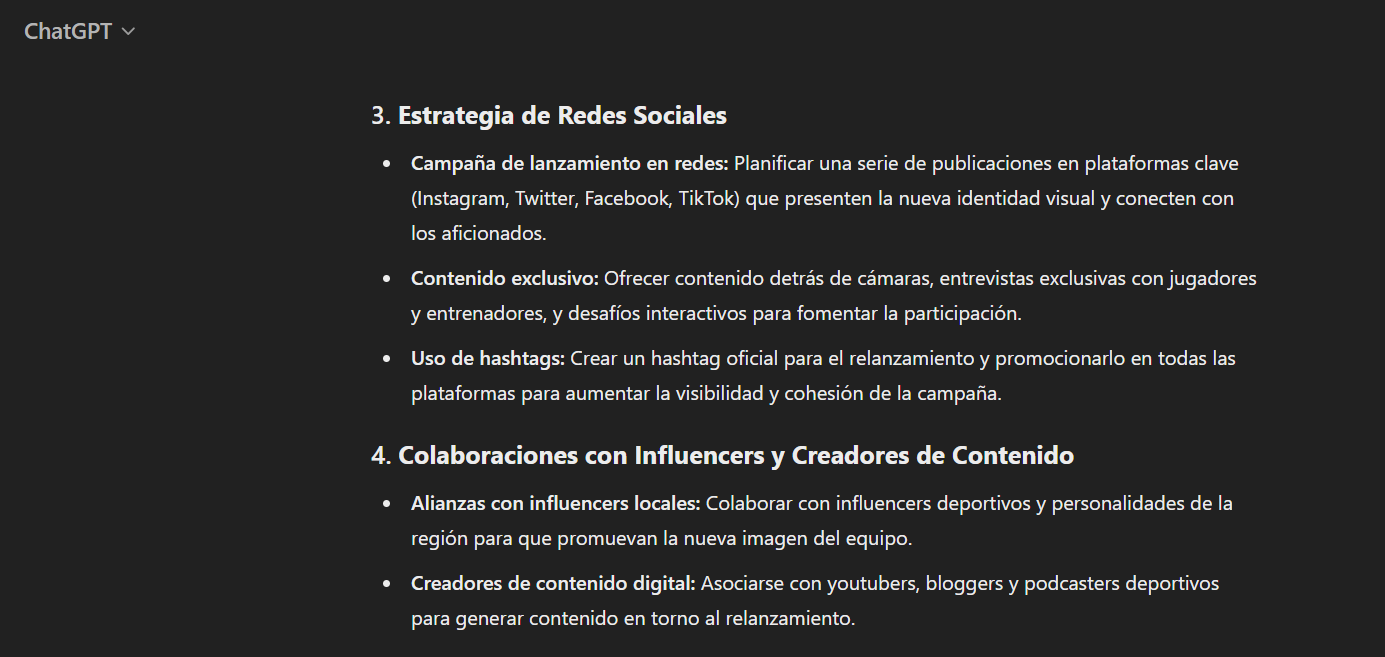 ChatGPT
3. Estrategia de Redes Sociales
• Campaña de lanzamiento en redes: Planificar una serie de publicaciones en plataformas clave
(Instagram, Twitter, Facebook, TikTok) que presenten la nueva identidad visual y conecten con
los aficionados.
• Contenido exclusivo: Ofrecer contenido detrás de cámaras, entrevistas exclusivas con jugadores
y entrenadores, y desafíos interactivos para fomentar la participación.
• Uso de hashtags: Crear un hashtag oficial para el relanzamiento y promocionarlo en todas las
plataformas para aumentar la visibilidad y cohesión de la campaña.
4. Colaboraciones con Influencers y Creadores de Contenido
• Alianzas con influencers locales: Colaborar con influencers deportivos y personalidades de la
región para que promuevan la nueva imagen del equipo.
• Creadores de contenido digital: Asociarse con youtubers, bloggers y podcasters deportivos
para generar contenido en torno al relanzamiento.